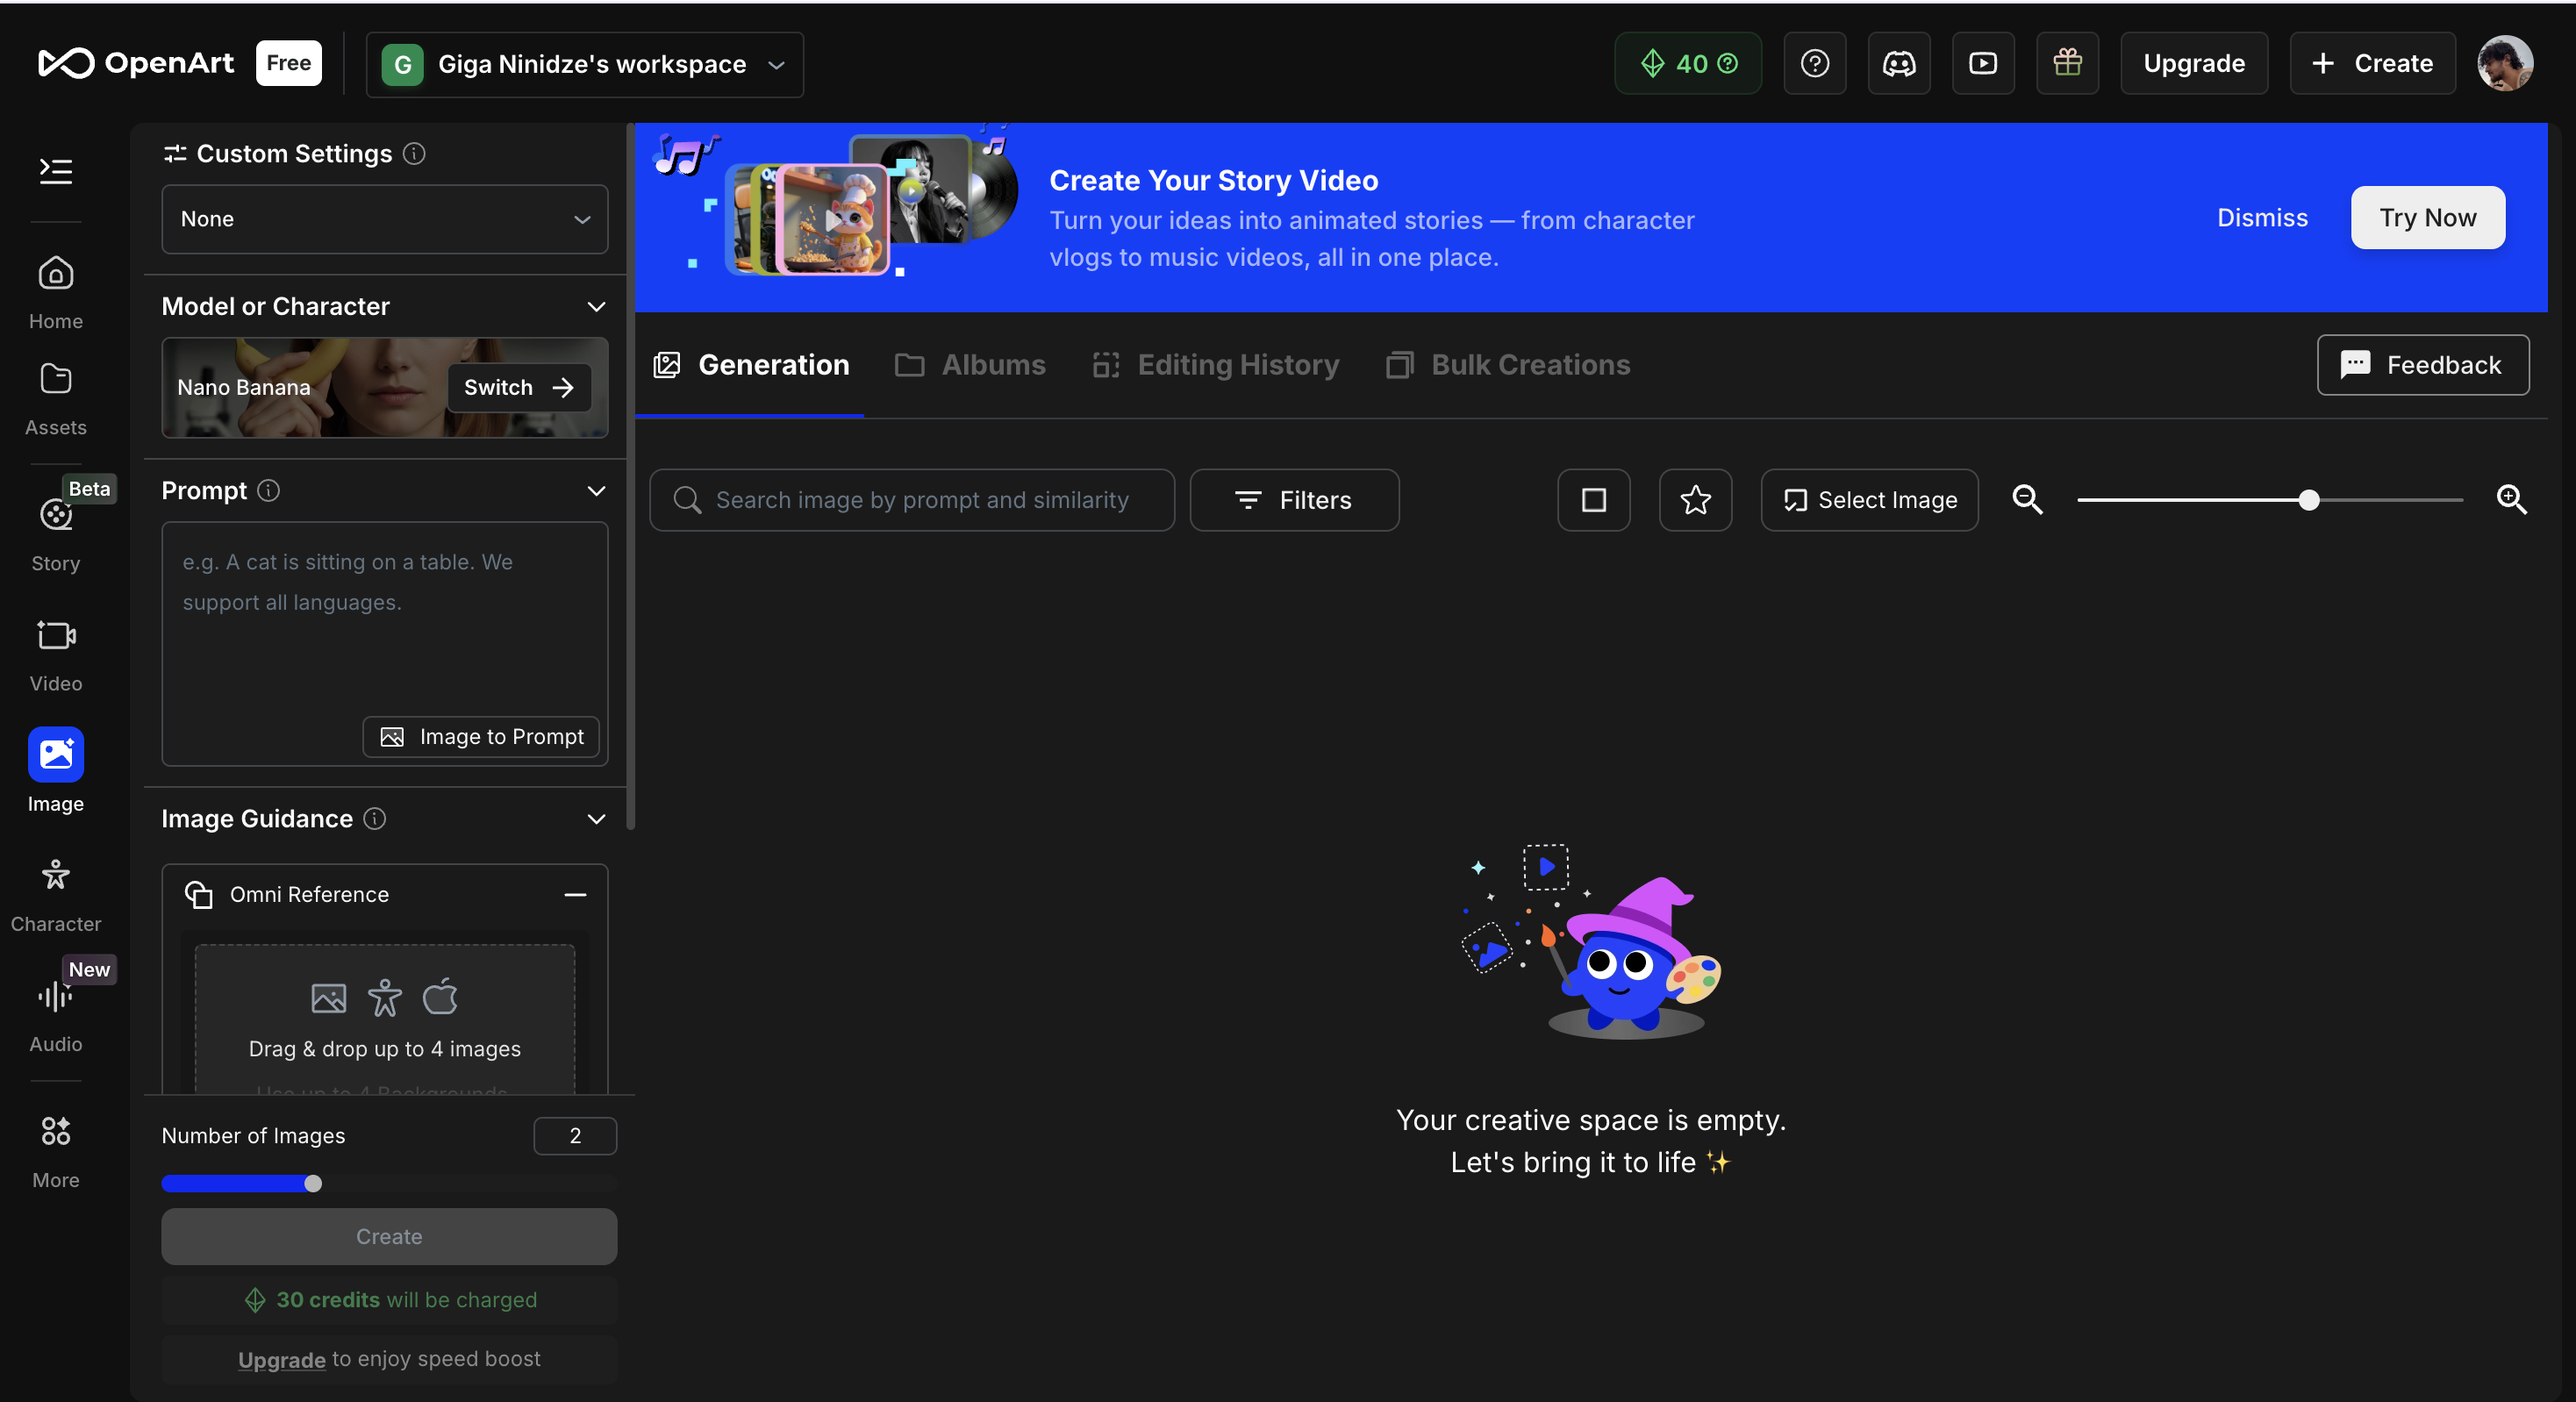 OpenArt
Free
G
Giga Ninidze's workspace
40
Upgrade
+ Create
Home
Assets
Beta
Story
Video
Image
Character
New
Audio
More
Custom Settings
None
Model or Character
Nano Banana
Switch
Prompt
e.g. A cat is sitting on a table. We
support all languages.
Image to Prompt
Image Guidance
Omni Reference
Drag & drop up to 4 images
Use up to 4 Backgrounds
Number of Images
2
Create
30 credits will be charged
Upgrade to enjoy speed boost
Create Your Story Video
Turn your ideas into animated stories — from character
vlogs to music videos, all in one place.
Dismiss
Try Now
Generation
Albums
Editing History
Bulk Creations
Feedback
Search image by prompt and similarity
Filters
Select Image
Your creative space is empty.
Let's bring it to life ✨